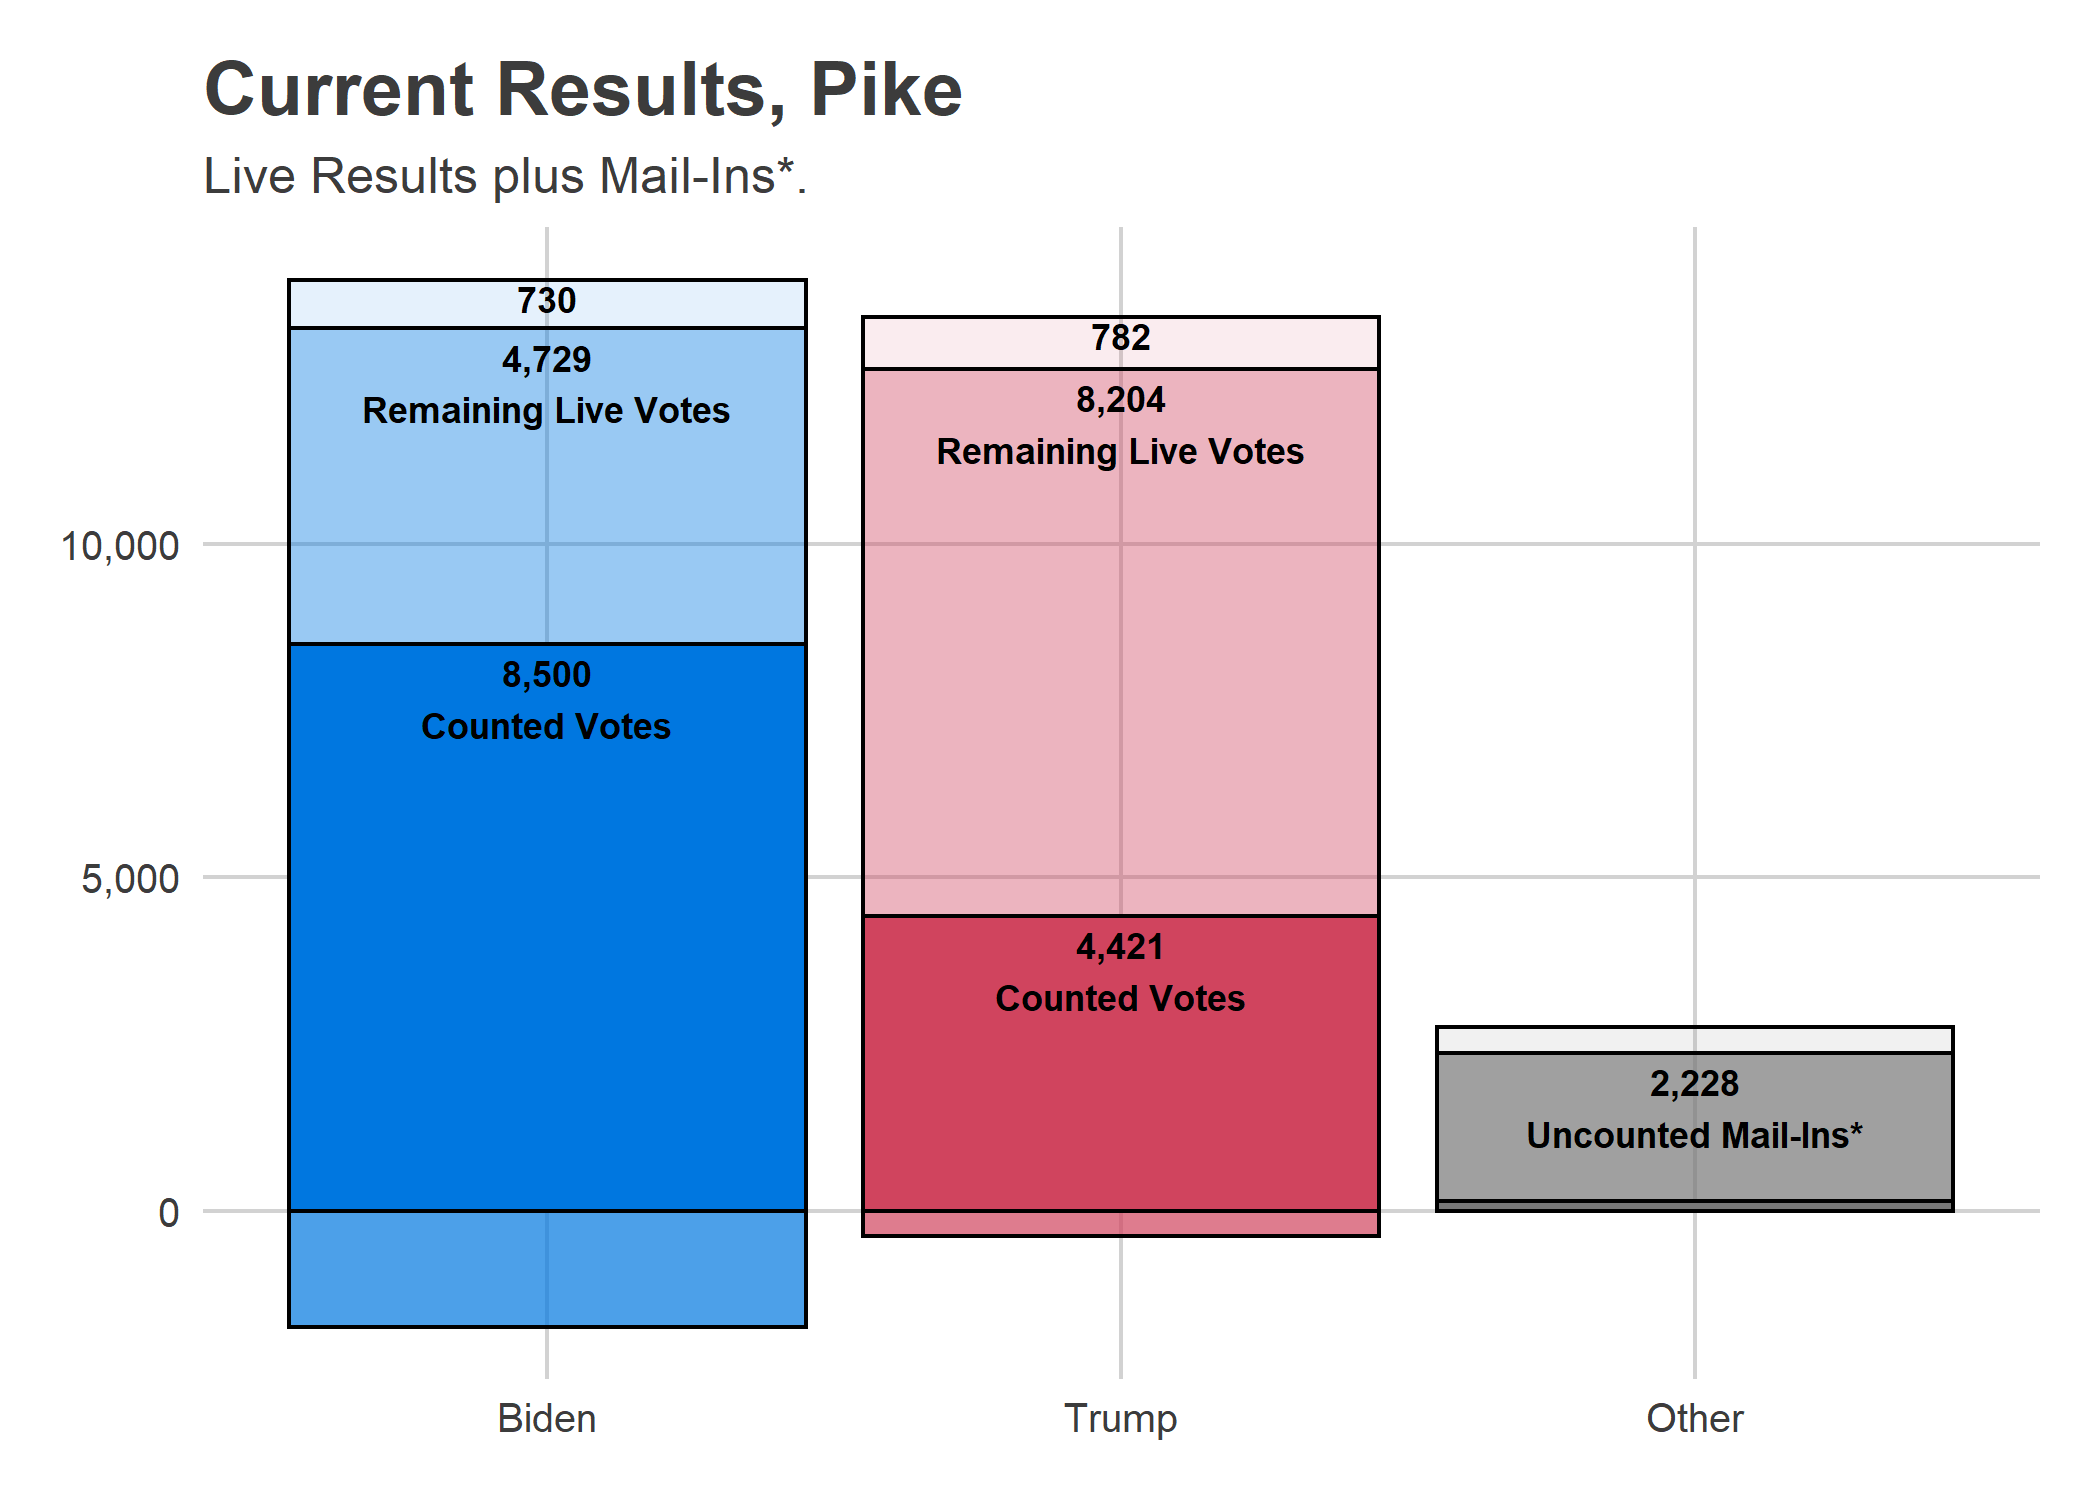 Current Results, Pike
Live Results plus Mail-Ins*.
730
4,729
Remaining Live Votes
8,500
Counted Votes
782
8,204
Remaining Live Votes
4,421
Counted Votes
2,228
Uncounted Mail-Ins*
10,000
5,000
0
Biden
Trump
Other